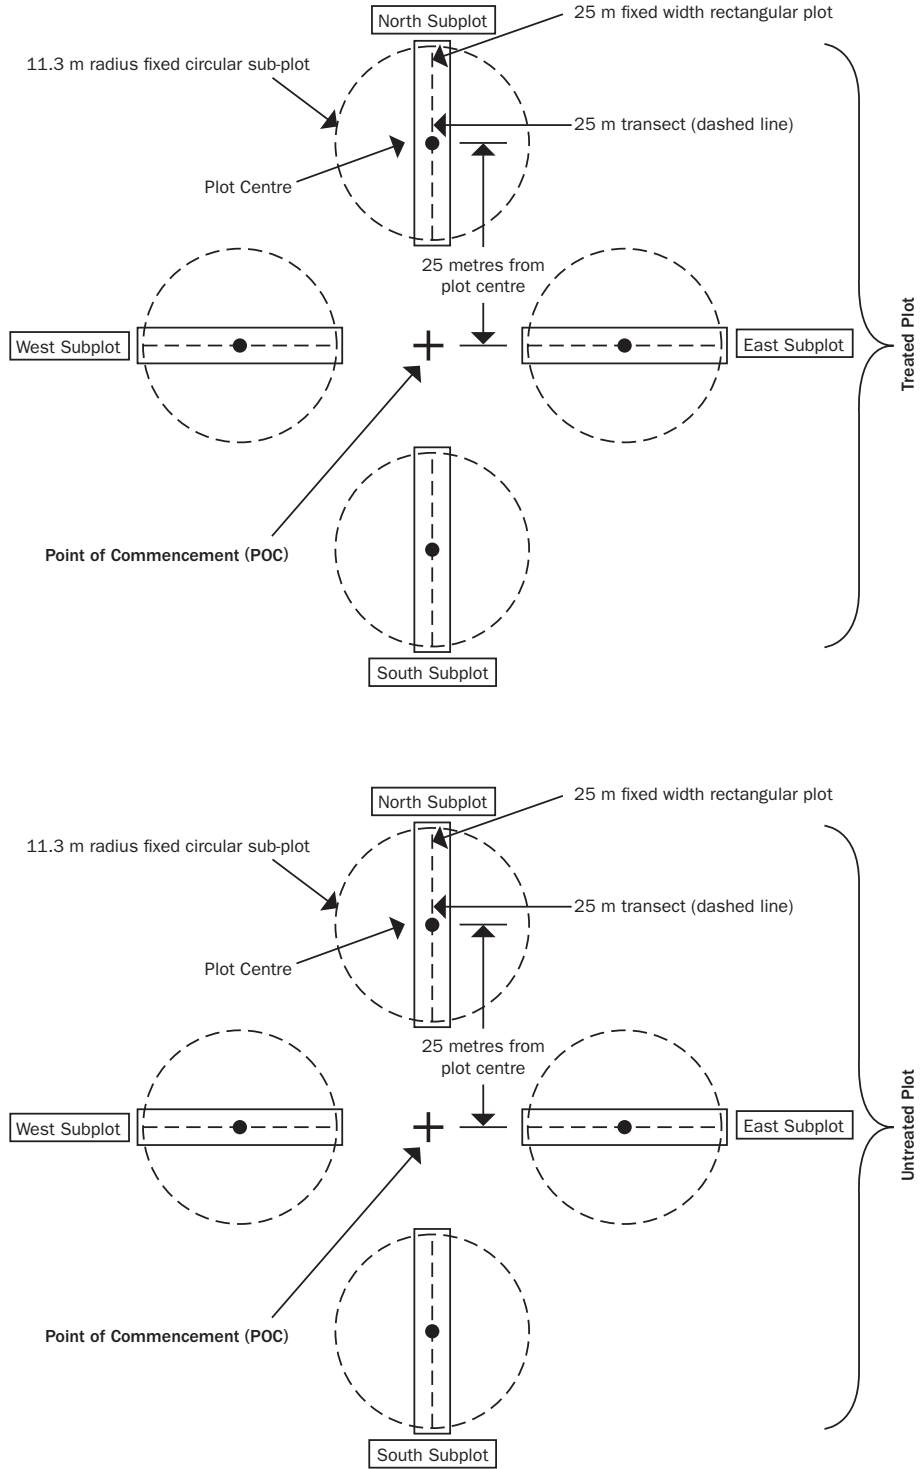 North Subplot
25 m fixed width rectangular plot
11.3 m radius fixed circular sub-plot
25 m transect (dashed line)
Plot Centre
25 metres from
plot centre
West Subplot
East Subplot
Treated Plot
Point of Commencement (POC)
South Subplot
North Subplot
25 m fixed width rectangular plot
11.3 m radius fixed circular sub-plot
25 m transect (dashed line)
Plot Centre
25 metres from
plot centre
West Subplot
East Subplot
Untreated Plot
Point of Commencement (POC)
South Subplot